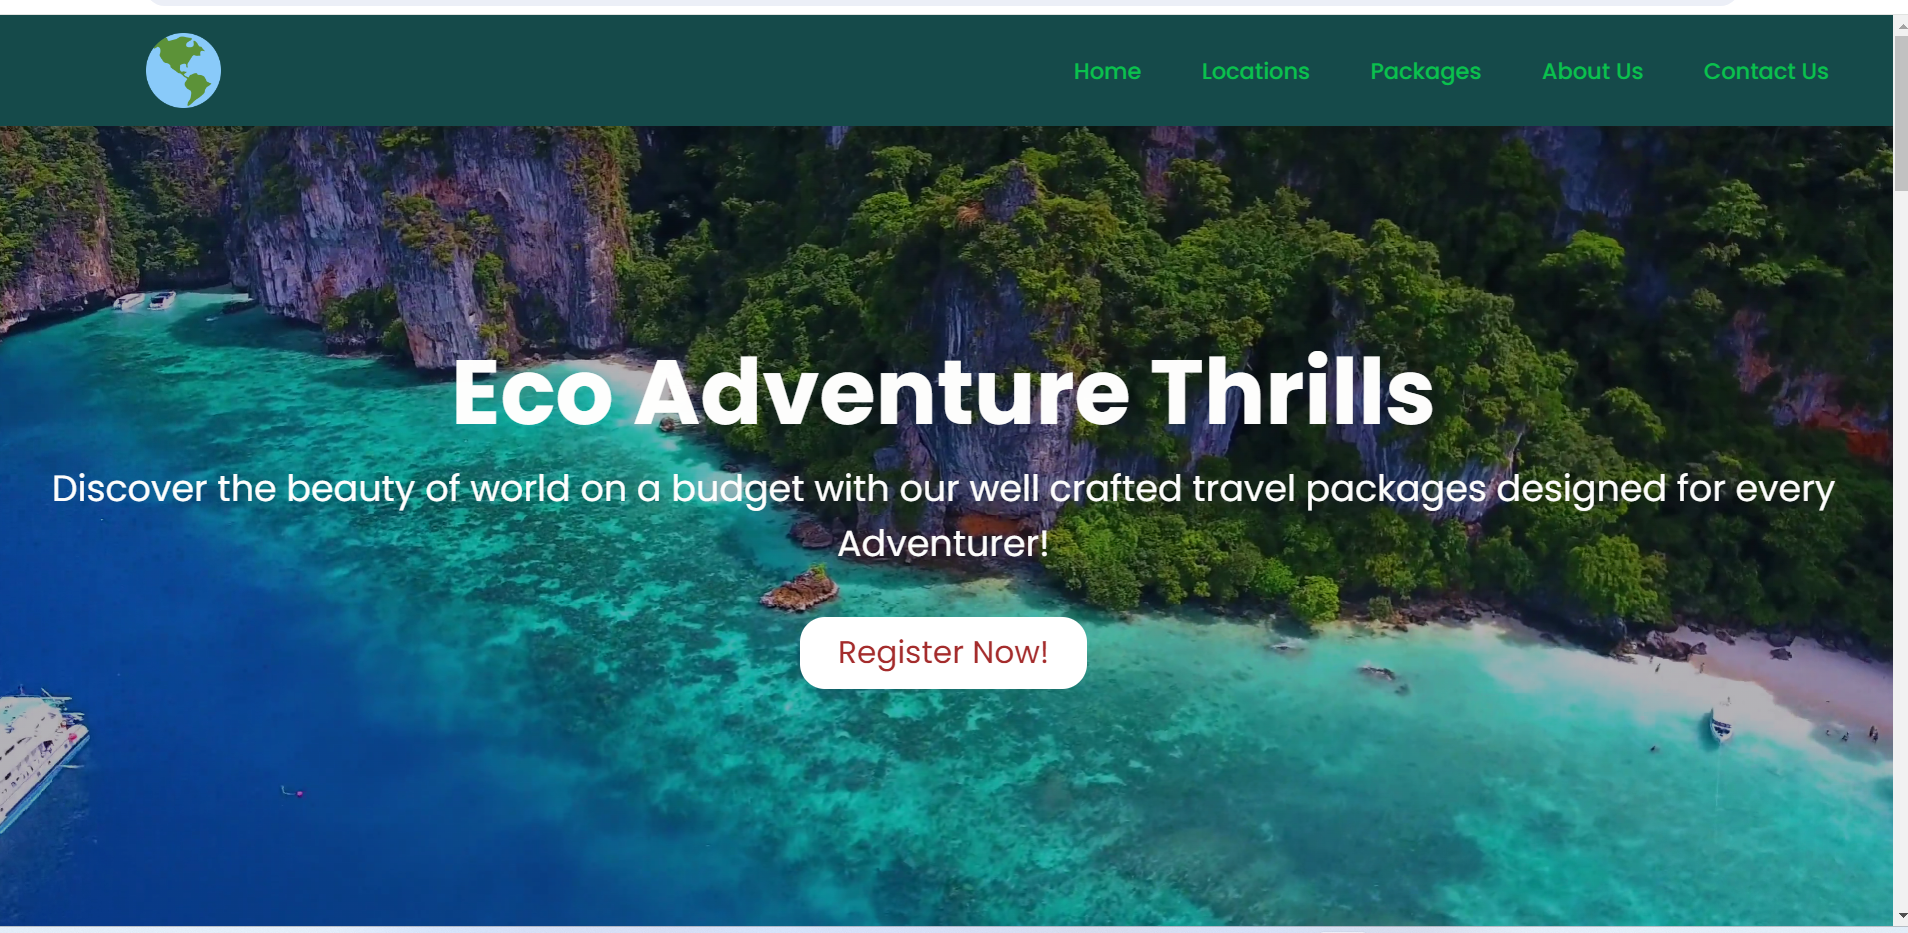 Home Locations Packages About Us Contact Us
Eco Adventure Thrills
Discover the beauty of world on a budget with our well crafted travel packages designed for every
Adventurer!
Register Now!